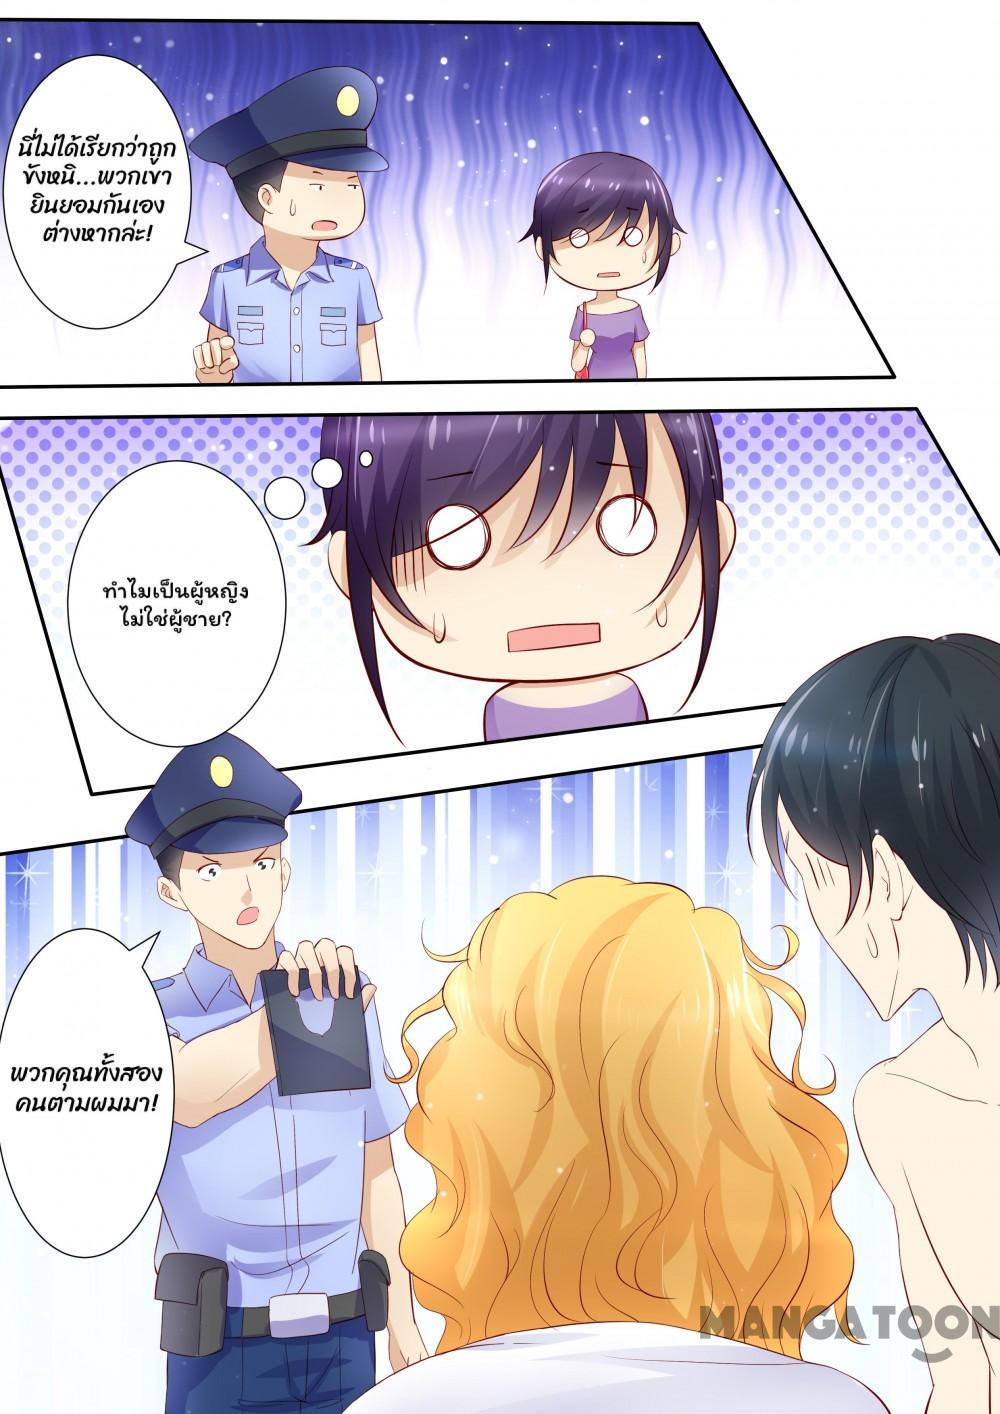 นี่ไม่ได้เรียกว่าถูก
ขังหนิ...พวกเขา
ยินยอมกันเอง
ต่างหากล่ะ!
ทำไมเป็นผู้หญิง
ไม่ใช่ผู้ชาย?
พวกคุณทั้งสอง
คนตามผมมา!
MANGATOON